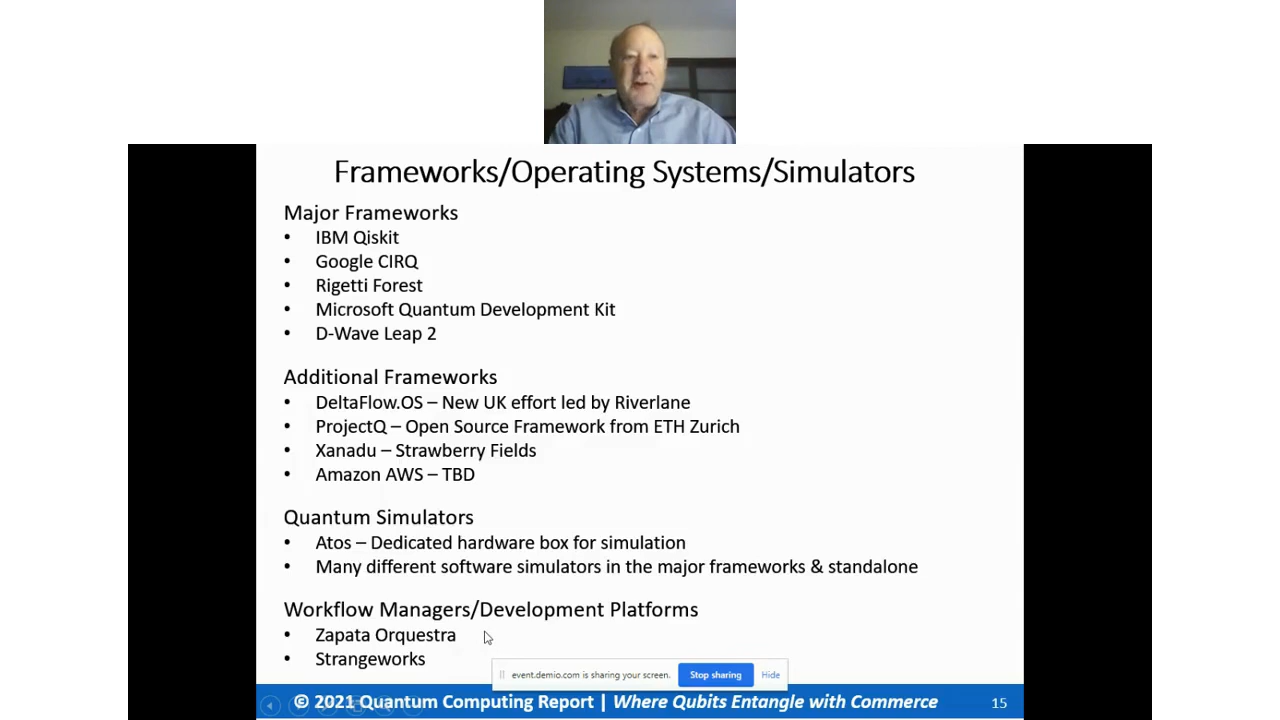 Frameworks/Operating Systems/Simulators
Major Frameworks
• IBM Qiskit
• Google CIRQ
• Rigetti Forest
• Microsoft Quantum Development Kit
• D-Wave Leap 2
Additional Frameworks
• DeltaFlow.OS – New UK effort led by Riverlane
• ProjectQ – Open Source Framework from ETH Zurich
• Xanadu – Strawberry Fields
• Amazon AWS – TBD
Quantum Simulators
• Atos – Dedicated hardware box for simulation
• Many different software simulators in the major frameworks & standalone
Workflow Managers/Development Platforms
• Zapata Orquestra
• Strangeworks
event.demio.com is sharing your screen. Stop sharing Hide
© 2021 Quantum Computing Report | Where Qubits Entangle with Commerce 15